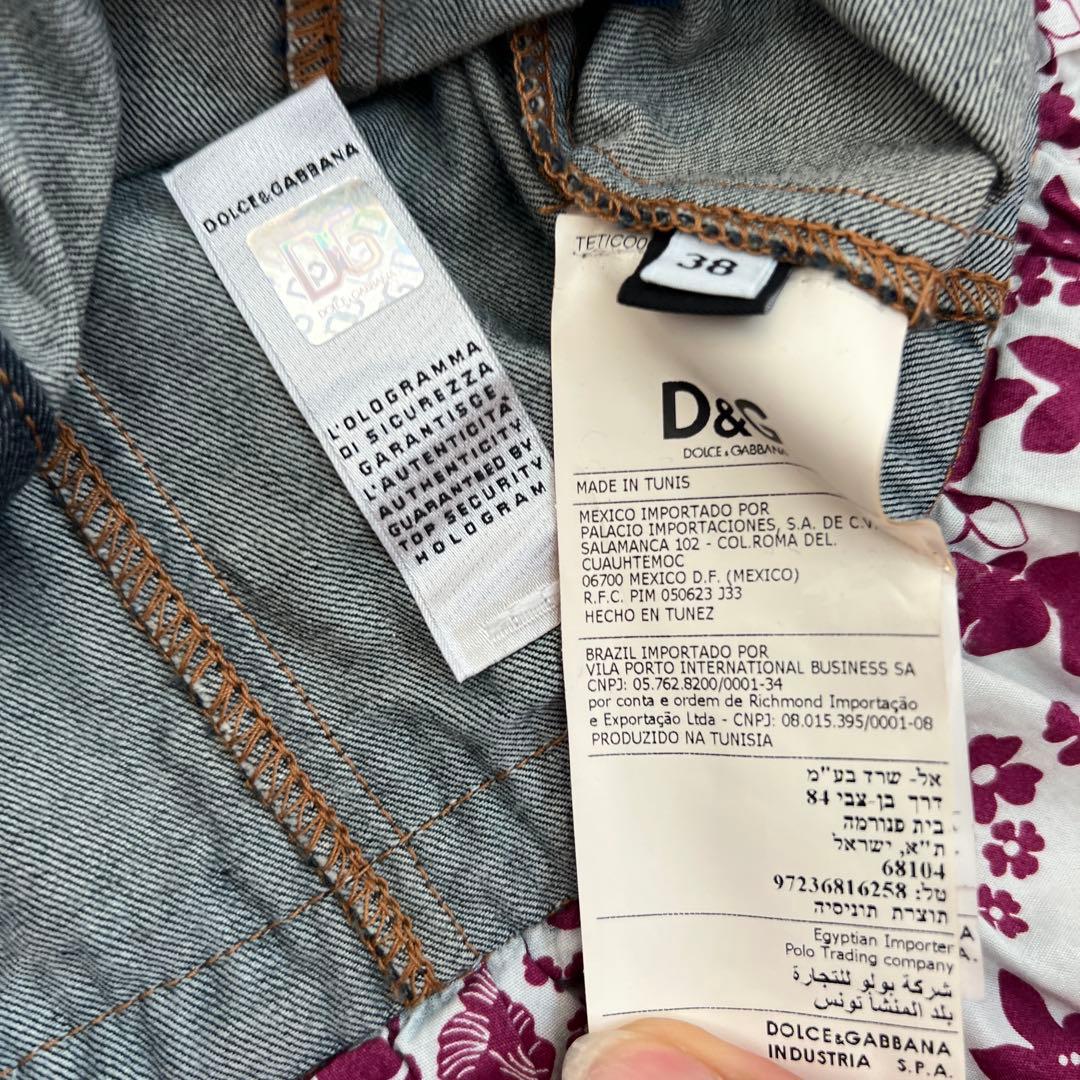 DOLCE&GABBANA
D&G
DOLCE&GABBANA
L'OLOGRAMMA
DI SICUREZZA
GARANTISCE
L'AUTENTICITÀ
AUTHENTICITY
GUARANTEED BY
TOP SECURITY
HOLOGRAM
38
D&G
DOLCE & GABBANA
MADE IN TUNIS
MEXICO IMPORTADO POR
PALACIO IMPORTACIONES, S.A. DE C.V.
SALAMANCA 102 - COL.ROMA DEL.
CUAUHTEMOC
06700 MEXICO D.F. (MEXICO)
R.F.C. PIM 050623 J33
HECHO EN TUNEZ
BRAZIL IMPORTADO POR
VILA PORTO INTERNATIONAL BUSINESS SA
CNPJ: 05.762.8200/0001-34
por conta e ordem de Richmond Importação
e Exportação Ltda - CNPJ: 08.015.395/0001-08
PRODUZIDO NA TUNISIA
אל- שרד בע"מ
דרך בן-צבי 84
בית פנורמה
ת"א, ישראל
68104
טל: 97236816258
תוצרת תוניסיה
Egyptian Importer
Polo Trading company
شركة بولو للتجارة
بلد المنشأ تونس
DOLCE&GABBANA
INDUSTRIA S.P.A.